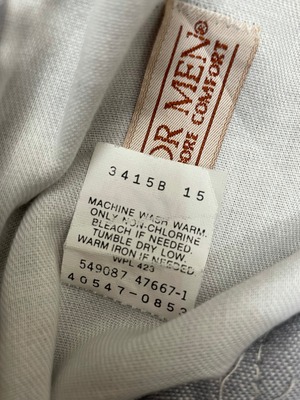 OR MEN®
ORE COMFORT
3415B 15
MACHINE WASH WARM.
ONLY NON-CHLORINE
BLEACH IF NEEDED.
TUMBLE DRY LOW.
WARM IRON IF NEEDED
WPL 423
549087 47667-1
40547-0853